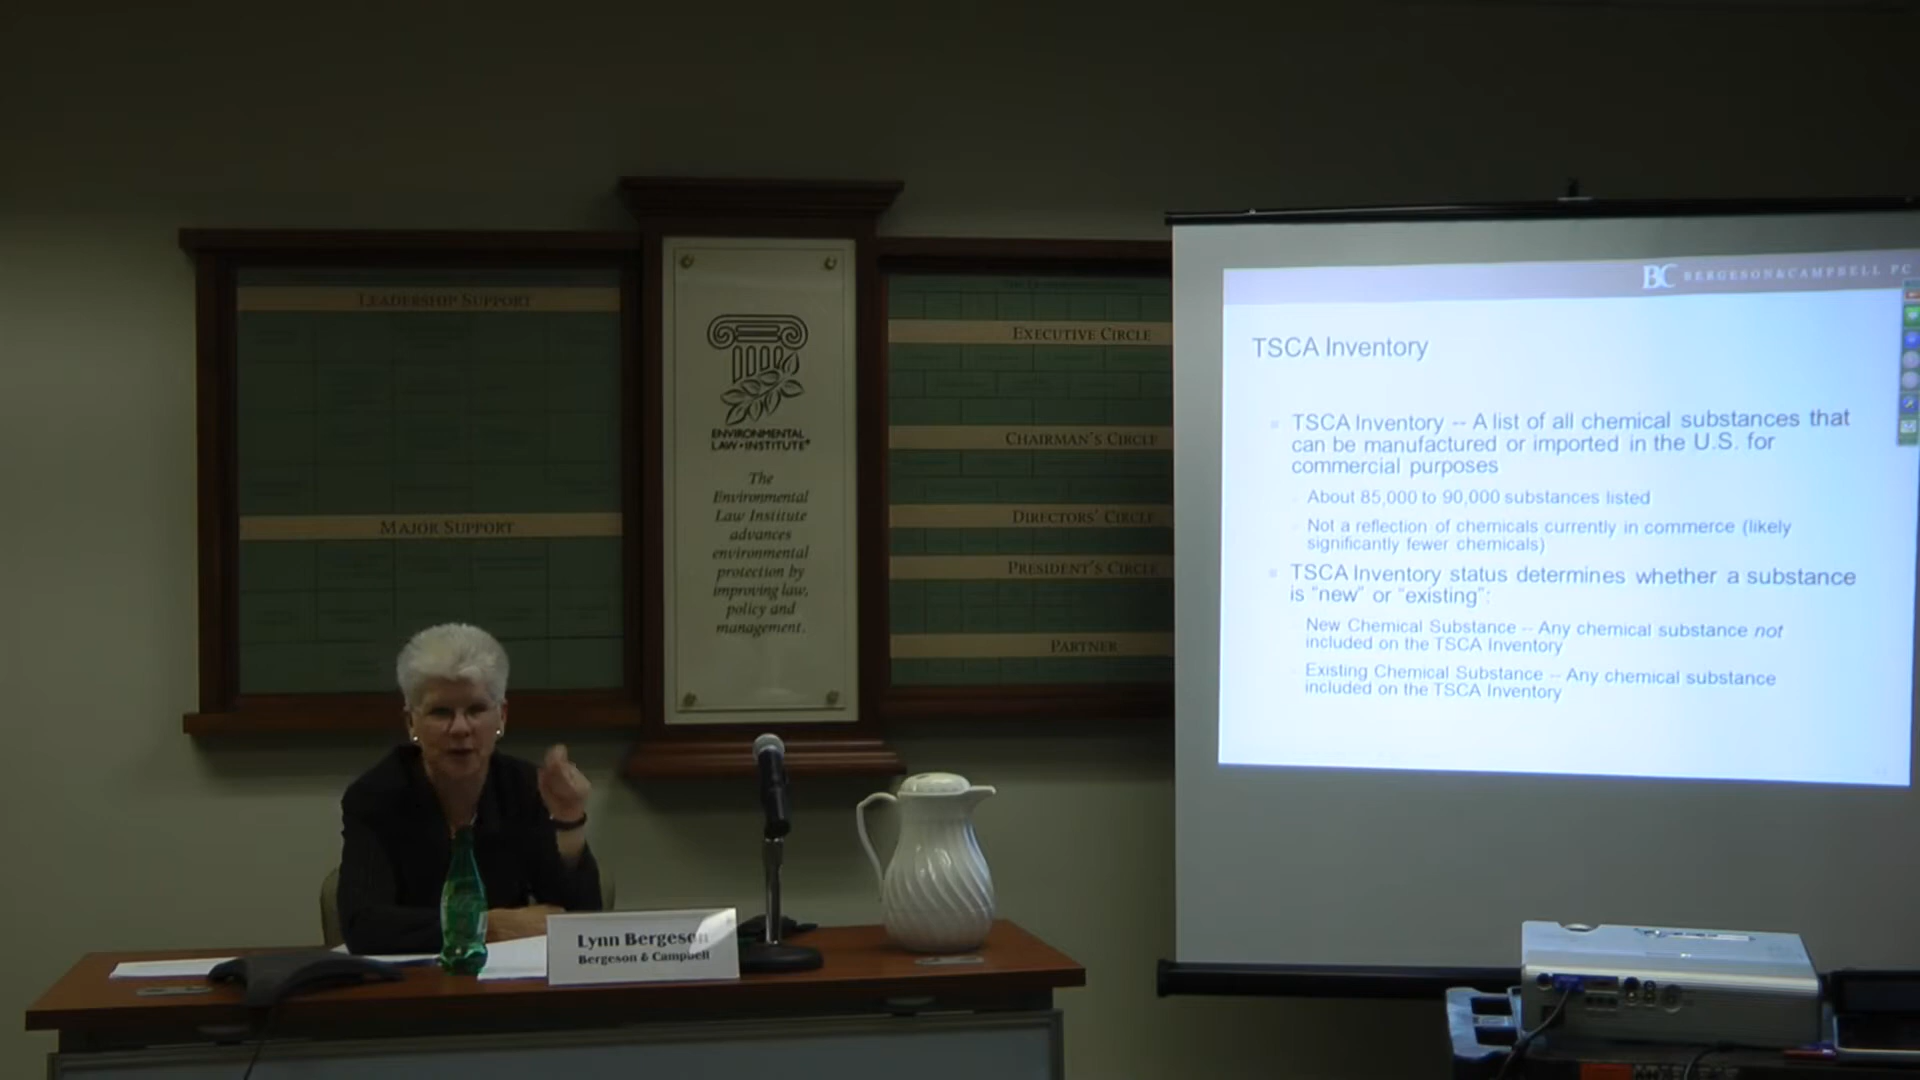 LEADERSHIP SUPPORT
MAJOR SUPPORT
ENVIRONMENTAL
LAW • INSTITUTE®
The
Environmental
Law Institute
advances
environmental
protection by
improving law,
policy and
management.
EXECUTIVE CIRCLE
CHAIRMAN'S CIRCLE
DIRECTORS' CIRCLE
PRESIDENT'S CIRCLE
PARTNER
BC BERGESON&CAMPBELL PC
TSCA Inventory
TSCA Inventory -- A list of all chemical substances that
can be manufactured or imported in the U.S. for
commercial purposes
About 85,000 to 90,000 substances listed
Not a reflection of chemicals currently in commerce (likely
significantly fewer chemicals)
TSCA Inventory status determines whether a substance
is "new" or "existing":
New Chemical Substance -- Any chemical substance not
included on the TSCA Inventory
Existing Chemical Substance -- Any chemical substance
included on the TSCA Inventory
Lynn Bergeson
Bergeson & Campbell